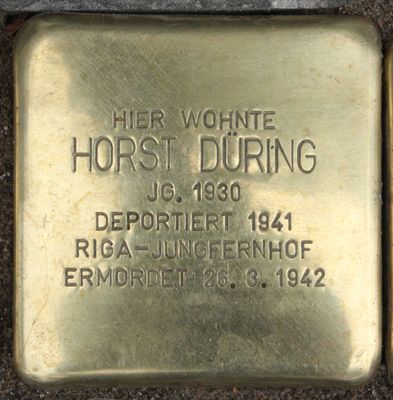 HIER WOHNTE
HORST DÜRING
JG. 1930
DEPORTIERT 1941
RIGA-JUNGFERNHOF
ERMORDET 26. 3. 1942